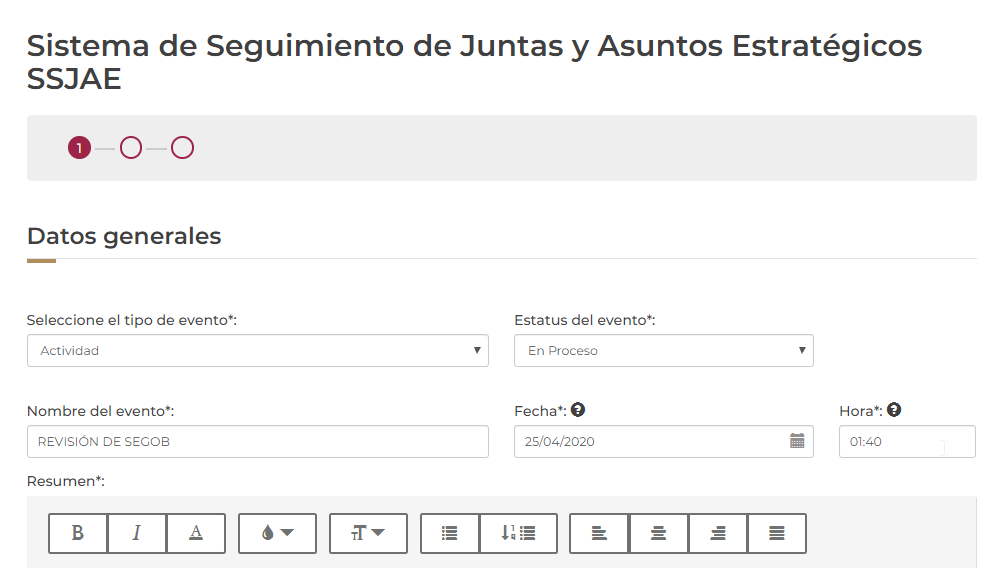 Sistema de Seguimiento de Juntas y Asuntos Estratégicos
SSJAE
1
Datos generales
Seleccione el tipo de evento*: Estatus del evento*:
Actividad En Proceso
Nombre del evento*: Fecha*: ? Hora*: ?
REVISIÓN DE SEGOB 25/04/2020 01:40
Resumen*:
B I A TT